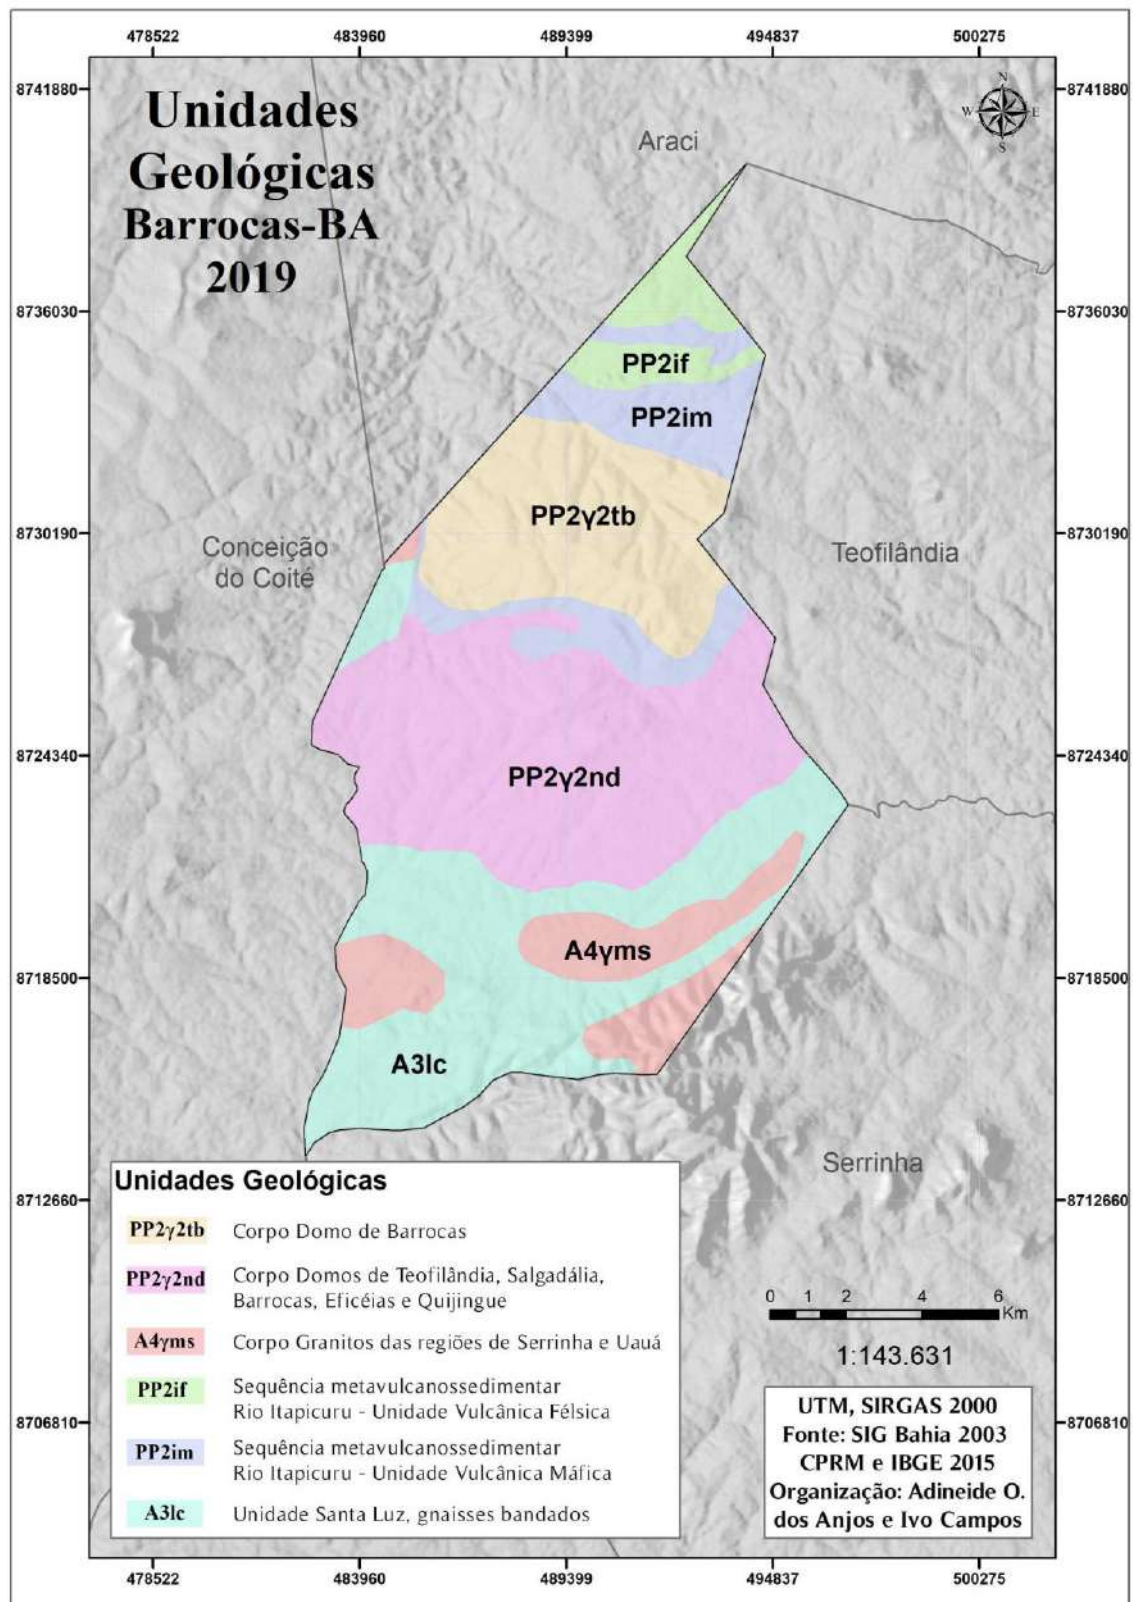 478522
483960
489399
494837
500275
8741880
8741880
Unidades
Geológicas
Barrocas-BA
2019
N
W
E
S
Araci
8736030
8736030
PP2if
PP2im
PP2γ2tb
8730190
8730190
Conceição
do Coité
Teofilândia
8724340
8724340
PP2γ2nd
A4γms
8718500
8718500
A3lc
Serrinha
Unidades Geológicas
8712660
8712660
PP2γ2tb Corpo Domo de Barrocas
PP2γ2nd Corpo Domos de Teofilândia, Salgadália,
Barrocas, Eficéias e Quijingue
A4γms Corpo Granitos das regiões de Serrinha e Uauá
PP2if Sequência metavulcanossedimentar
Rio Itapicuru - Unidade Vulcânica Félsica
PP2im Sequência metavulcanossedimentar
Rio Itapicuru - Unidade Vulcânica Máfica
A3lc Unidade Santa Luz, gnaisses bandados
0 1 2 4 6
Km
1:143.631
8706810
8706810
UTM, SIRGAS 2000
Fonte: SIG Bahia 2003
CPRM e IBGE 2015
Organização: Adineide O.
dos Anjos e Ivo Campos
478522
483960
489399
494837
500275